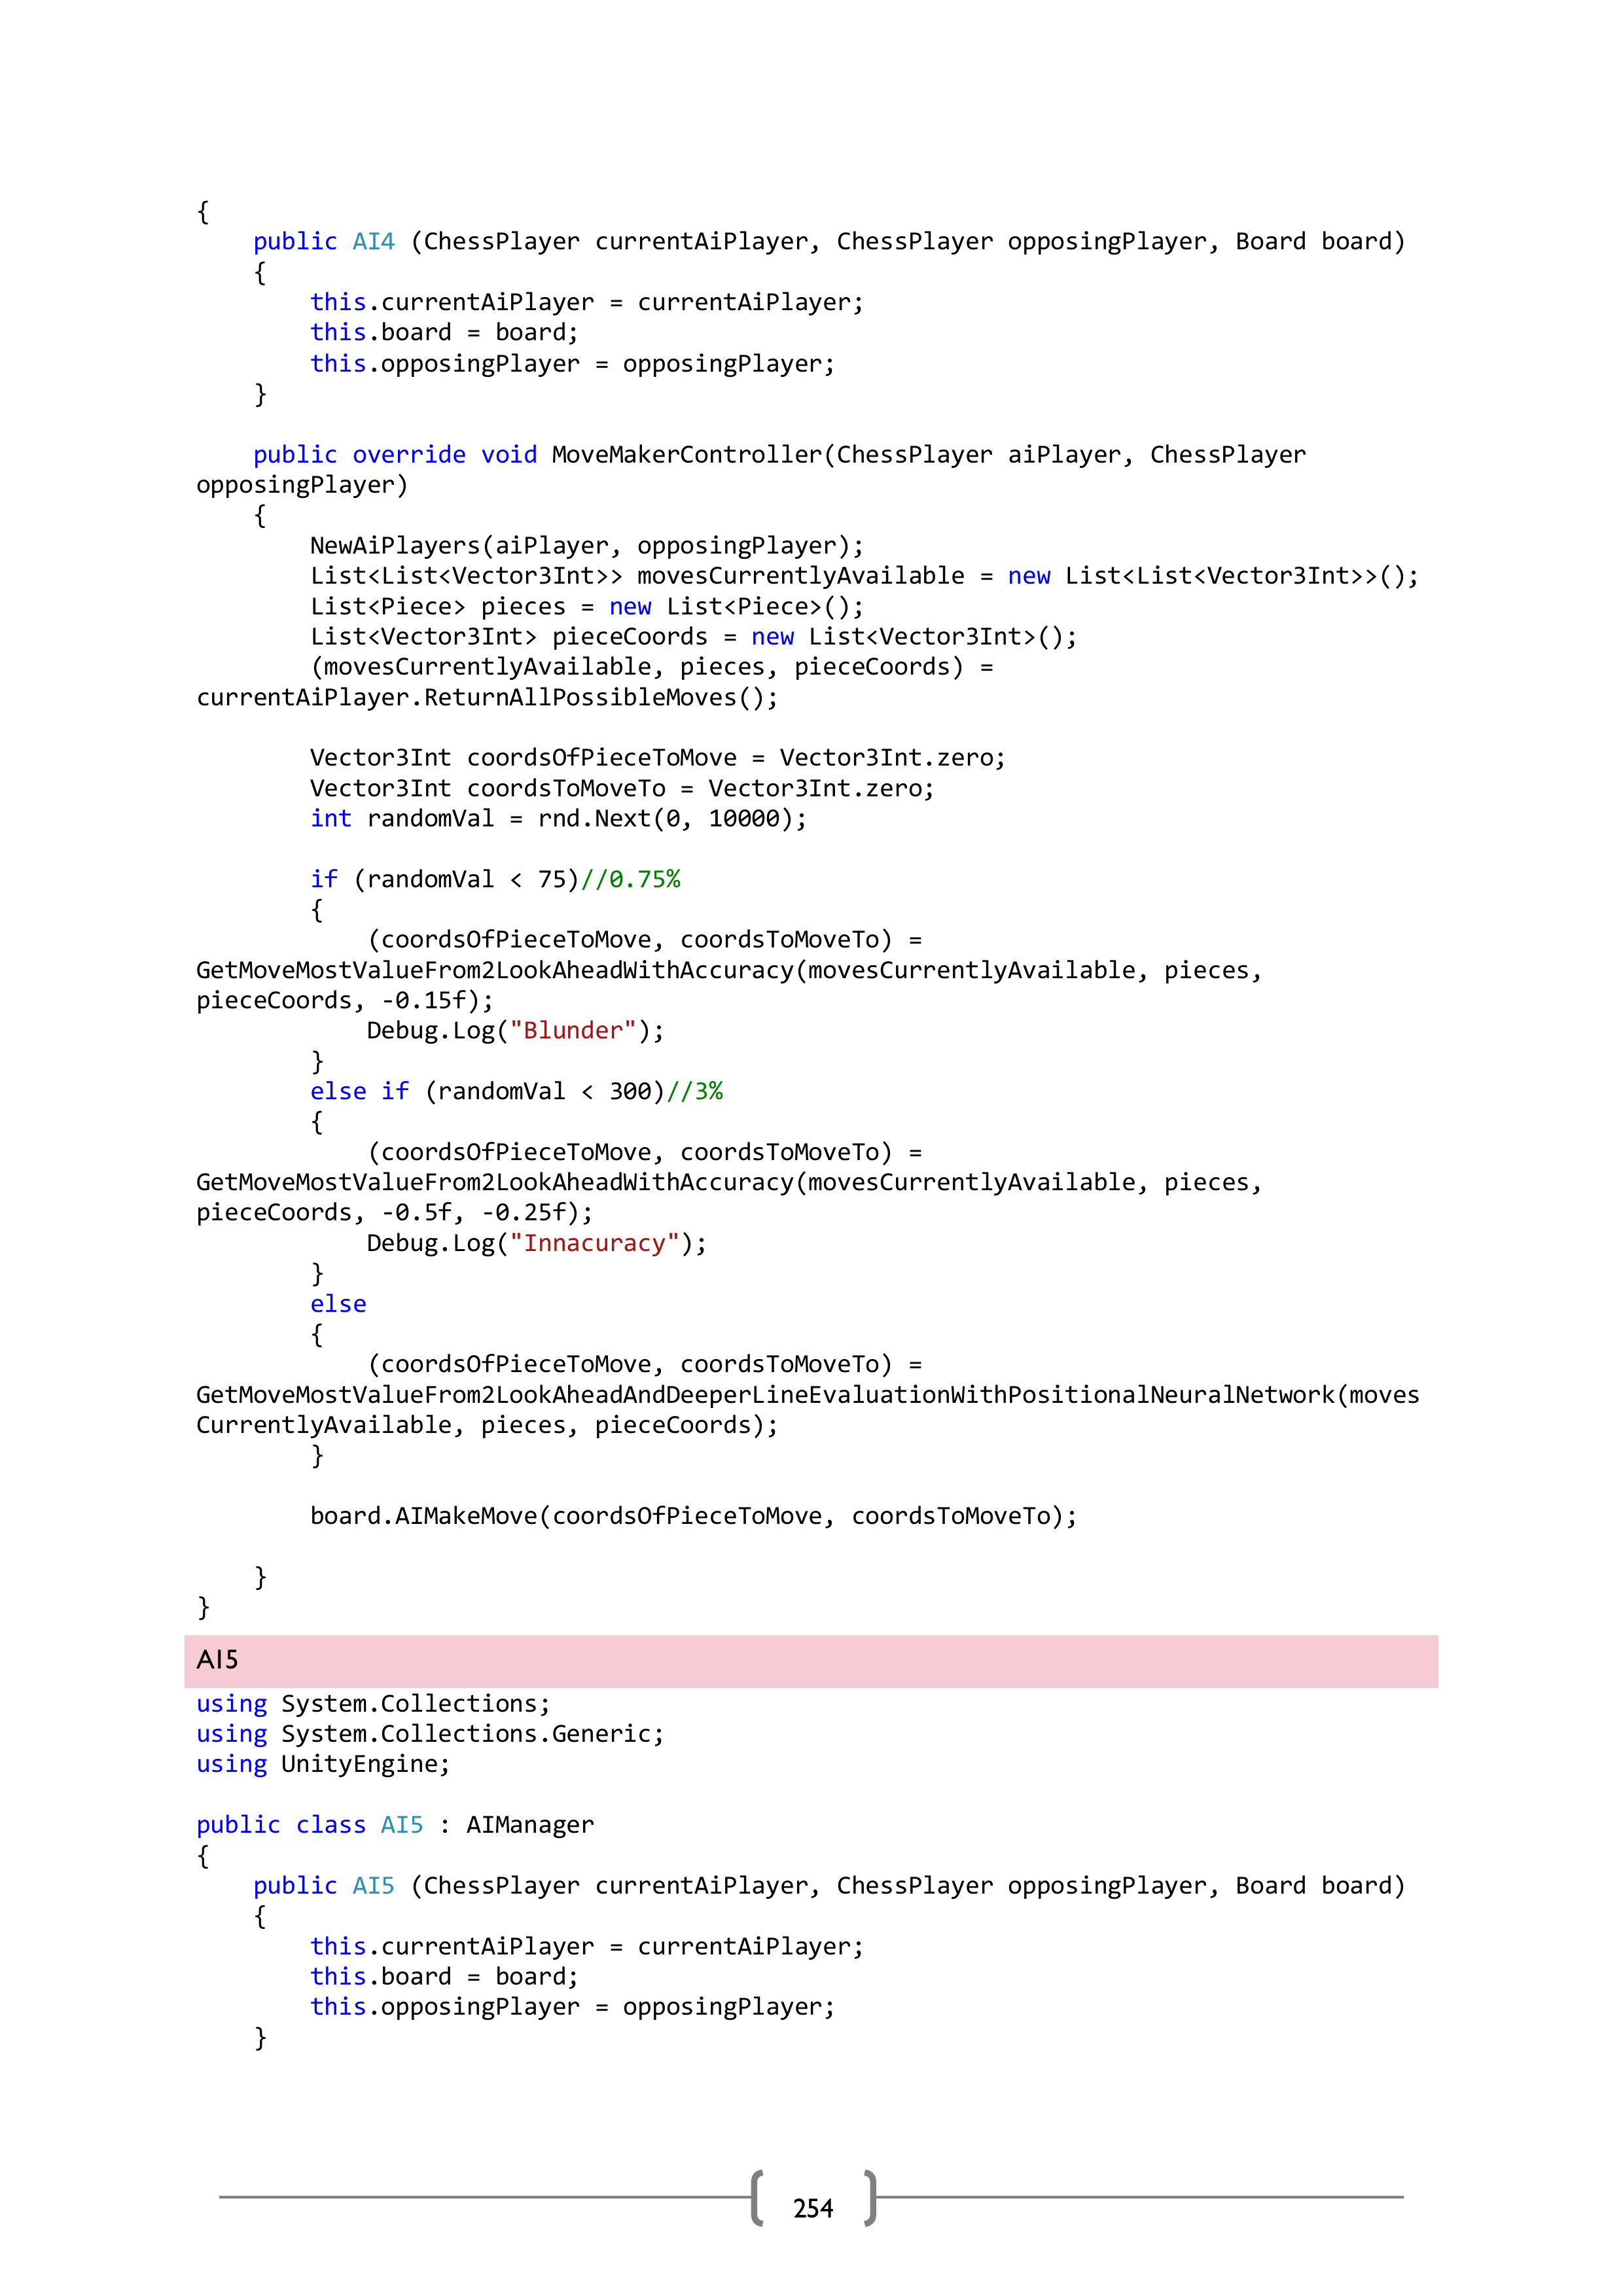 {
    public AI4 (ChessPlayer currentAiPlayer, ChessPlayer opposingPlayer, Board board)
    {
        this.currentAiPlayer = currentAiPlayer;
        this.board = board;
        this.opposingPlayer = opposingPlayer;
    }

    public override void MoveMakerController(ChessPlayer aiPlayer, ChessPlayer
opposingPlayer)
    {
        NewAiPlayers(aiPlayer, opposingPlayer);
        List<List<Vector3Int>> movesCurrentlyAvailable = new List<List<Vector3Int>>();
        List<Piece> pieces = new List<Piece>();
        List<Vector3Int> pieceCoords = new List<Vector3Int>();
        (movesCurrentlyAvailable, pieces, pieceCoords) =
currentAiPlayer.ReturnAllPossibleMoves();

        Vector3Int coordsOfPieceToMove = Vector3Int.zero;
        Vector3Int coordsToMoveTo = Vector3Int.zero;
        int randomVal = rnd.Next(0, 10000);

        if (randomVal < 75)//0.75%
        {
            (coordsOfPieceToMove, coordsToMoveTo) =
GetMoveMostValueFrom2LookAheadWithAccuracy(movesCurrentlyAvailable, pieces,
pieceCoords, -0.15f);
            Debug.Log("Blunder");
        }
        else if (randomVal < 300)//3%
        {
            (coordsOfPieceToMove, coordsToMoveTo) =
GetMoveMostValueFrom2LookAheadWithAccuracy(movesCurrentlyAvailable, pieces,
pieceCoords, -0.5f, -0.25f);
            Debug.Log("Innacuracy");
        }
        else
        {
            (coordsOfPieceToMove, coordsToMoveTo) =
GetMoveMostValueFrom2LookAheadAndDeeperLineEvaluationWithPositionalNeuralNetwork(moves
CurrentlyAvailable, pieces, pieceCoords);
        }

        board.AIMakeMove(coordsOfPieceToMove, coordsToMoveTo);

    }
}
AI5
using System.Collections;
using System.Collections.Generic;
using UnityEngine;

public class AI5 : AIManager
{
    public AI5 (ChessPlayer currentAiPlayer, ChessPlayer opposingPlayer, Board board)
    {
        this.currentAiPlayer = currentAiPlayer;
        this.board = board;
        this.opposingPlayer = opposingPlayer;
    }
254